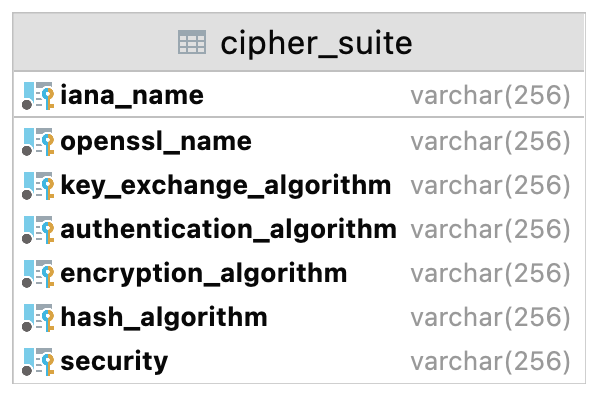 cipher_suite
iana_name varchar(256)
openssl_name varchar(256)
key_exchange_algorithm varchar(256)
authentication_algorithm varchar(256)
encryption_algorithm varchar(256)
hash_algorithm varchar(256)
security varchar(256)